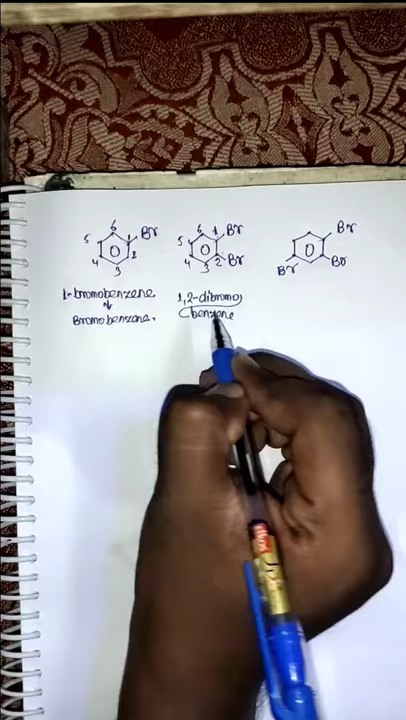 6
5 1 Br
4 2
3
1-bromobenzene
↓
Bromobenzene.
6 1 Br
5
4 2 Br
3
1,2-dibromo
benzene
Br
Br
Br